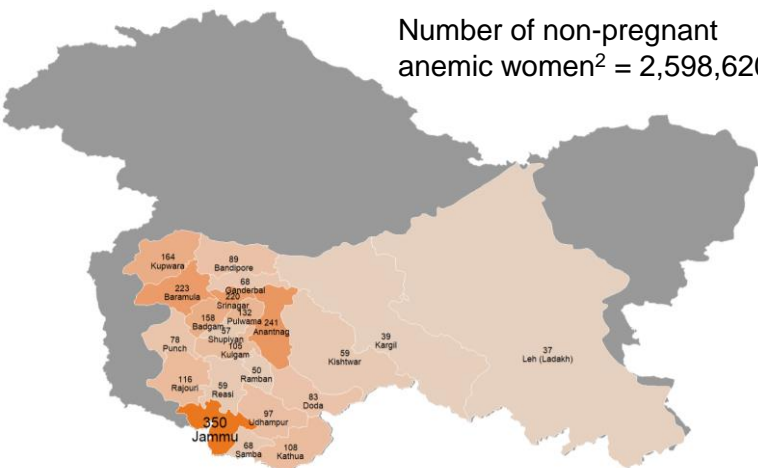 Number of non-pregnant
anemic women² = 2,598,620
164
Kupwara
89
Bandipore
68
Ganderbal
223
Baramula
220
Srinagar
132
Pulwama
158
Badgam
241
Anantnag
57
Shupiyan
105
Kulgam
78
Punch
39
Kargil
37
Leh (Ladakh)
59
Kishtwar
50
Ramban
116
Rajouri
59
Reasi
83
Doda
97
Udhampur
350
Jammu
68
Samba
108
Kathua